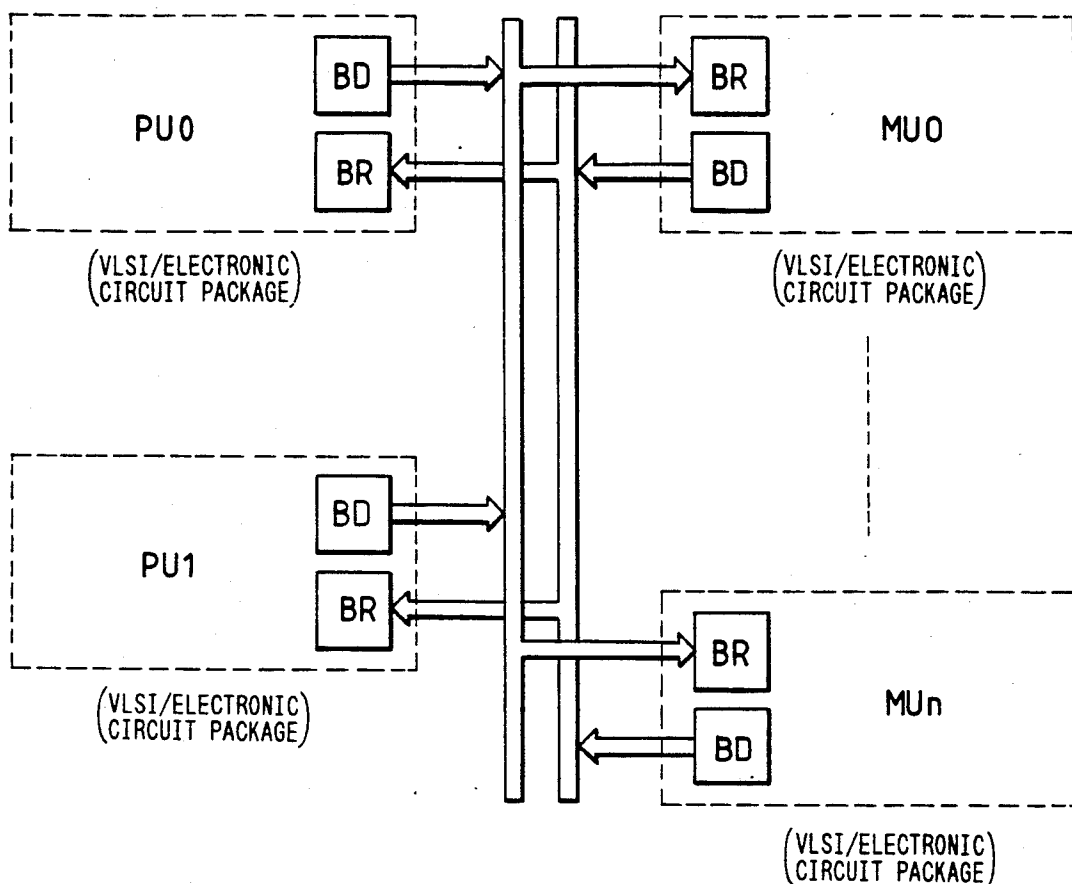 PU0
BD
BR
(VLSI/ELECTRONIC
CIRCUIT PACKAGE)
BR
BD
MU0
(VLSI/ELECTRONIC
CIRCUIT PACKAGE)
PU1
BD
BR
(VLSI/ELECTRONIC
CIRCUIT PACKAGE)
BR
BD
MUn
(VLSI/ELECTRONIC
CIRCUIT PACKAGE)